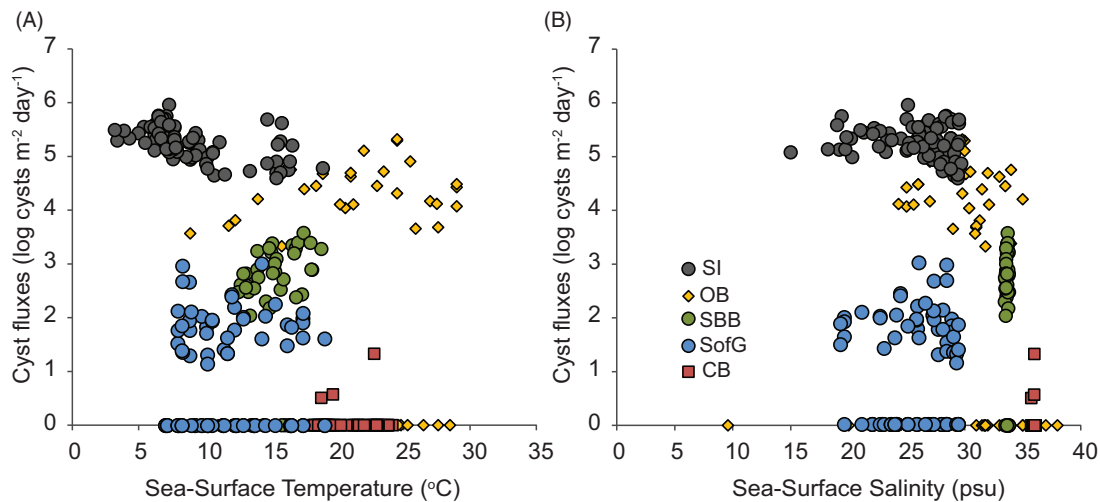 (A)
Cyst fluxes (log cysts m⁻² day⁻¹)
7
6
5
4
3
2
1
0
0 5 10 15 20 25 30 35
Sea-Surface Temperature (°C)
(B)
Cyst fluxes (log cysts m⁻² day⁻¹)
7
6
5
4
3
2
1
0
SI
OB
SBB
SofG
CB
0 5 10 15 20 25 30 35 40
Sea-Surface Salinity (psu)